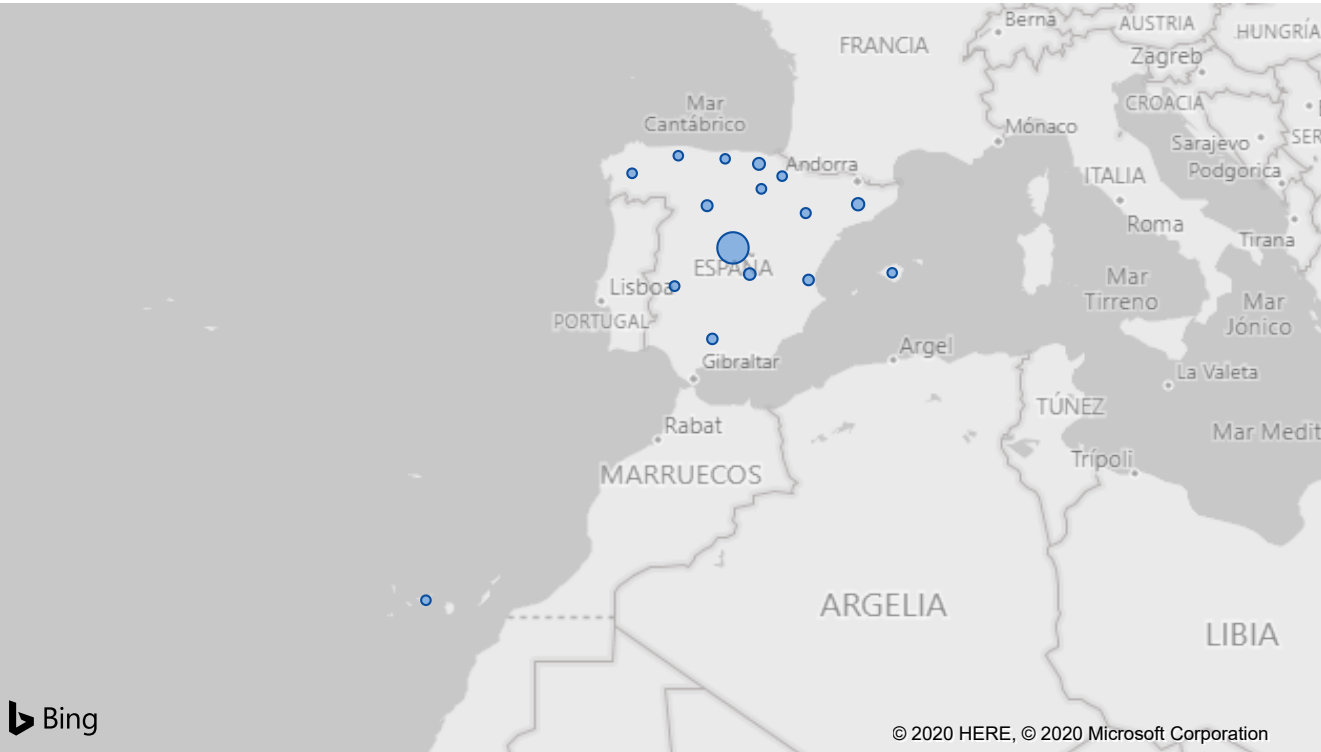 Berna
AUSTRIA
HUNGRÍA
FRANCIA
Zagreb
Mar
Cantábrico
CROACIA
Mónaco
Sarajevo
SER
Andorra
ITALIA
Podgorica
Roma
Tirana
ESPAÑA
Lisboa
Mar
Tirreno
Mar
Jónico
PORTUGAL
Gibraltar
Argel
La Valeta
TÚNEZ
Rabat
Mar Medit
Trípoli
MARRUECOS
ARGELIA
LIBIA
Bing
© 2020 HERE, © 2020 Microsoft Corporation